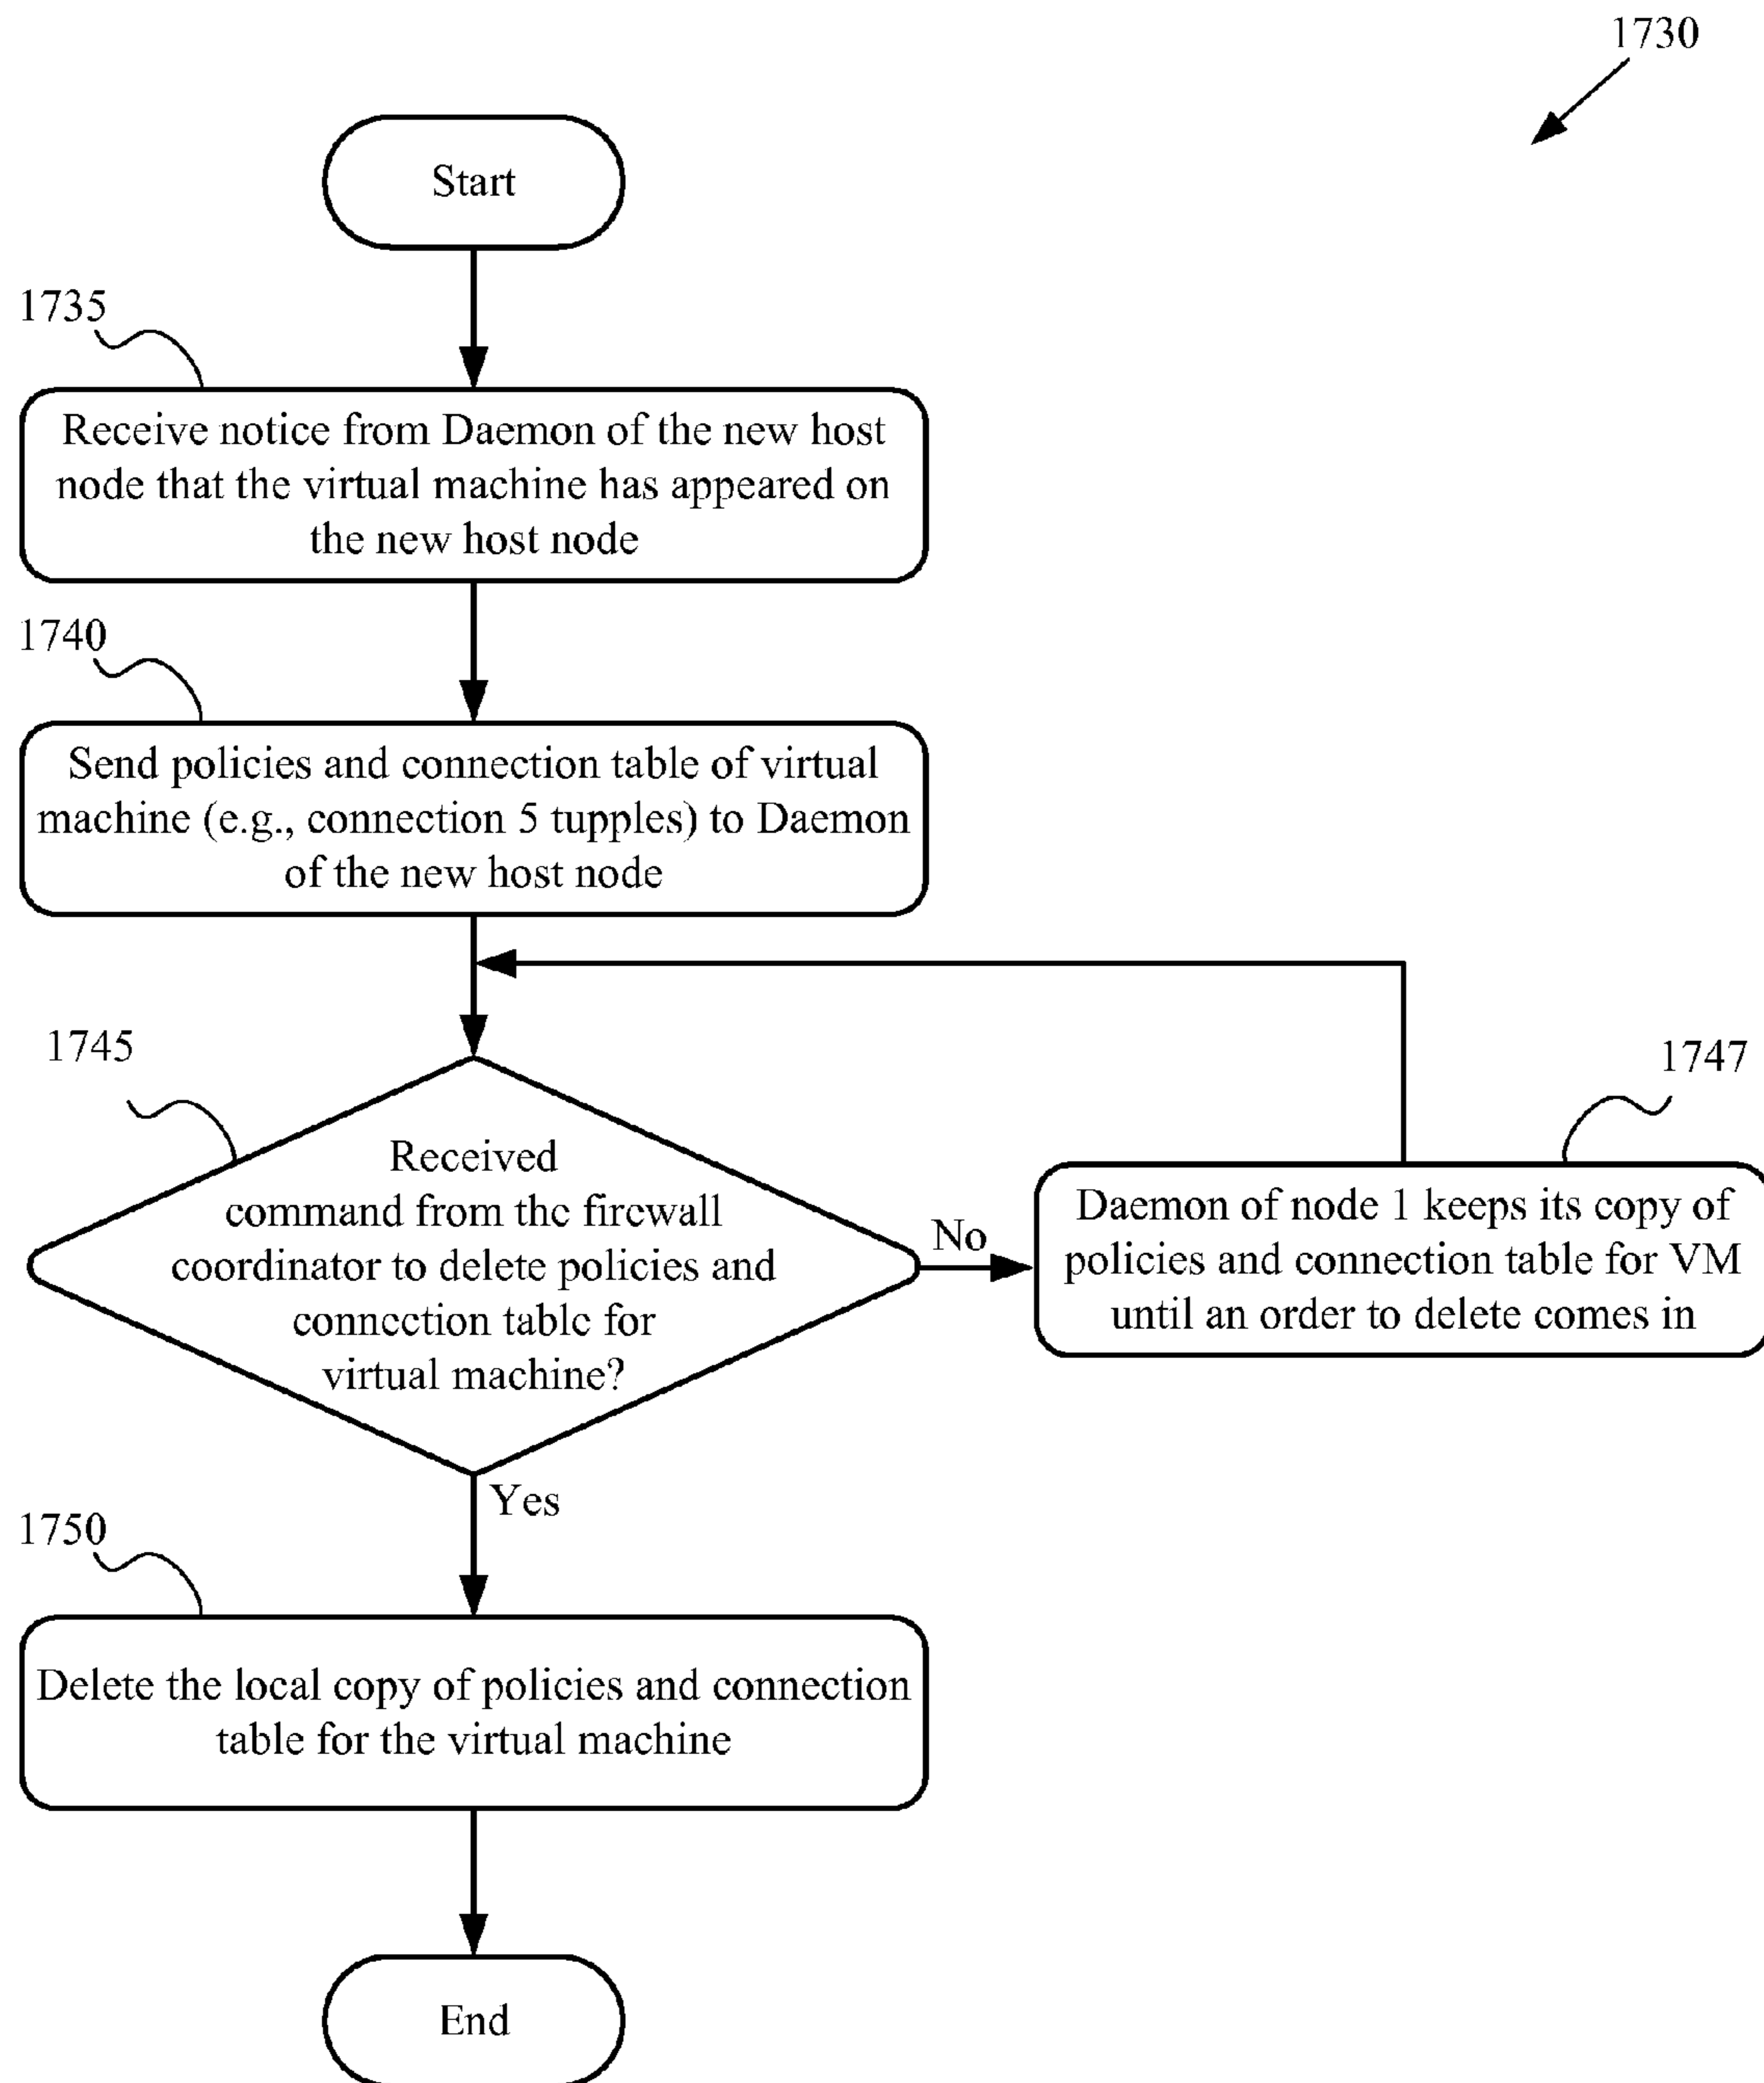 1730
Start
1735
Receive notice from Daemon of the new host
node that the virtual machine has appeared on
the new host node
1740
Send policies and connection table of virtual
machine (e.g., connection 5 tupples) to Daemon
of the new host node
1745
Received
command from the firewall
coordinator to delete policies and
connection table for
virtual machine?
No
1747
Daemon of node 1 keeps its copy of
policies and connection table for VM
until an order to delete comes in
Yes
1750
Delete the local copy of policies and connection
table for the virtual machine
End